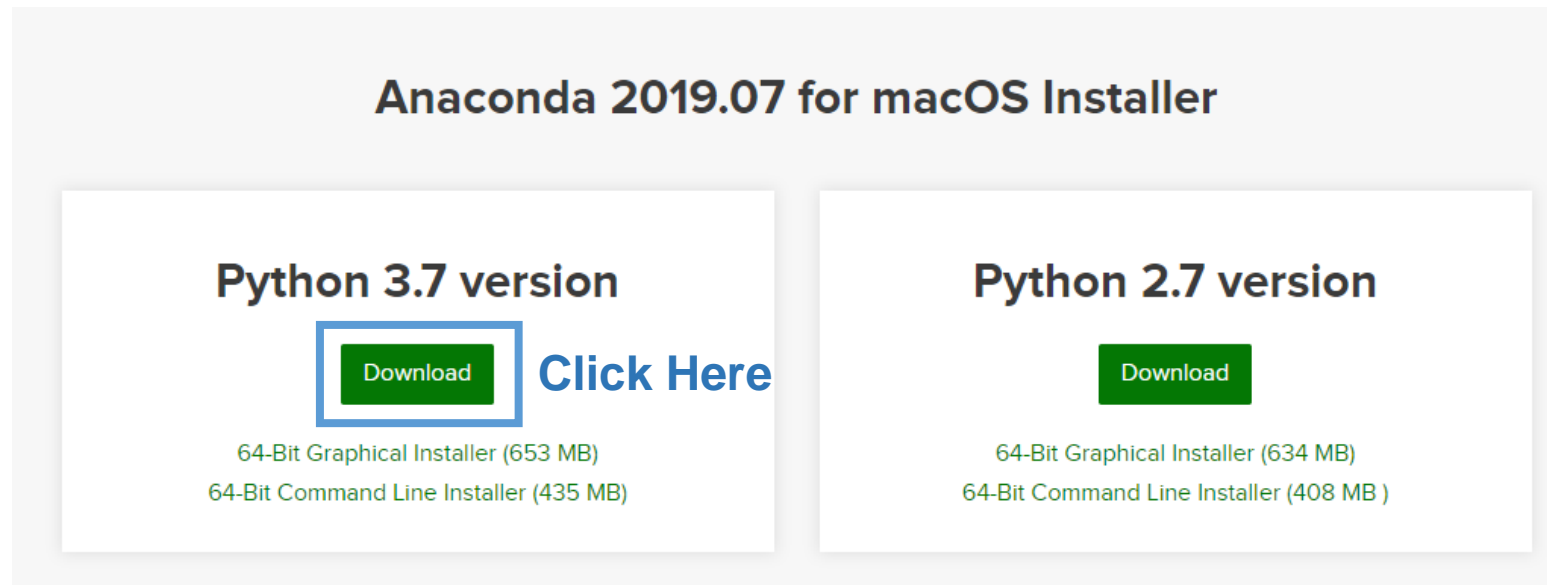 Anaconda 2019.07 for macOS Installer
Python 3.7 version
Download
Click Here
64-Bit Graphical Installer (653 MB)
64-Bit Command Line Installer (435 MB)
Python 2.7 version
Download
64-Bit Graphical Installer (634 MB)
64-Bit Command Line Installer (408 MB )